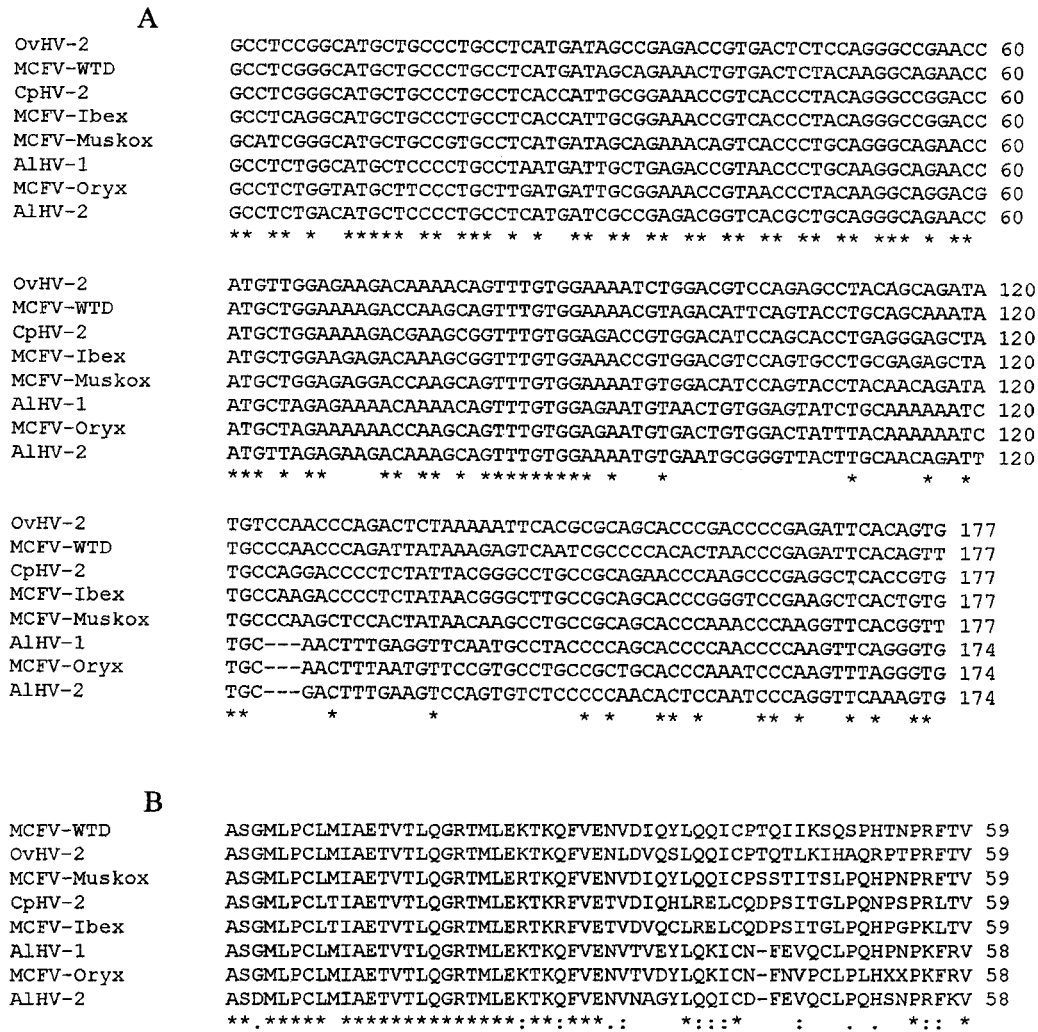 A
OvHV-2 GCCTCCGGCATGCTGCCCTGCCTCATGATAGCCGAGACCGTGACTCTCCAGGGCCGAACC 60
MCFV-WTD GCCTCGGGCATGCTGCCCTGCCTCATGATAGCAGAAACTGTGACTCTACAAGGCAGAACC 60
CpHV-2 GCCTCGGGCATGCTGCCCTGCCTCACCATTGCGGAAACCGTCACCCTACAGGGCCGGACC 60
MCFV-Ibex GCCTCAGGCATGCTGCCCTGCCTCACCATTGCGGAAACCGTCACCCTACAGGGCCGGACC 60
MCFV-Muskox GCATCGGGCATGCTGCCGTGCCTCATGATAGCAGAAACAGTCACCCTGCAGGGCAGAACC 60
AlHV-1 GCCTCTGGCATGCTCCCCTGCCTAATGATTGCTGAGACCGTAACCCTGCAAGGCAGAACC 60
MCFV-Oryx GCCTCTGGTATGCTTCCCTGCTTGATGATTGCGGAAACCGTAACCCTACAAGGCAGGACG 60
AlHV-2 GCCTCTGACATGCTCCCCTGCCTCATGATCGCCGAGACGGTCACGCTGCAGGGCAGAACC 60
** ** *  ***** ** *** * *  ** ** ** ** ** ** ** ** *** * **
OvHV-2 ATGTTGGAGAAGACAAAACAGTTTGTGGAAAATCTGGACGTCCAGAGCCTACAGCAGATA 120
MCFV-WTD ATGCTGGAAAAGACCAAGCAGTTTGTGGAAAACGTAGACATTCAGTACCTGCAGCAAATA 120
CpHV-2 ATGCTGGAAAAGACGAAGCGGTTTGTGGAGACCGTGGACATCCAGCACCTGAGGGAGCTA 120
MCFV-Ibex ATGCTGGAAGAGACAAAGCGGTTTGTGGAAACCGTGGACGTCCAGTGCCTGCGAGAGCTA 120
MCFV-Muskox ATGCTGGAGAGGACCAAGCAGTTTGTGGAAAATGTGGACATCCAGTACCTACAACAGATA 120
AlHV-1 ATGCTAGAGAAAACAAAACAGTTTGTGGAGAATGTAACTGTGGAGTATCTGCAAAAAATC 120
MCFV-Oryx ATGCTAGAAAAAACCAAGCAGTTTGTGGAGAATGTGACTGTGGACTATTTACAAAAAATC 120
AlHV-2 ATGTTAGAGAAGACAAAGCAGTTTGTGGAAAATGTGAATGCGGGTTACTTGCAACAGATT 120
*** * **    ** ** * ********* *   *              *     *  *
OvHV-2 TGTCCAACCCAGACTCTAAAAATTCACGCGCAGCACCCGACCCCGAGATTCACAGTG 177
MCFV-WTD TGCCCAACCCAGATTATAAAGAGTCAATCGCCCCACACTAACCCGAGATTCACAGTT 177
CpHV-2 TGCCAGGACCCCTCTATTACGGGCCTGCCGCAGAACCCAAGCCCGAGGCTCACCGTG 177
MCFV-Ibex TGCCAAGACCCCTCTATAACGGGCTTGCCGCAGCACCCGGGTCCGAAGCTCACTGTG 177
MCFV-Muskox TGCCCAAGCTCCACTATAACAAGCCTGCCGCAGCACCCAAACCCAAGGTTCACGGTT 177
AlHV-1 TGC---AACTTTGAGGTTCAATGCCTACCCCAGCACCCCAACCCCAAGTTCAGGGTG 174
MCFV-Oryx TGC---AACTTTAATGTTCCGTGCCTGCCGCTGCACCCAAATCCCAAGTTTAGGGTG 174
AlHV-2 TGC---GACTTTGAAGTCCAGTGTCTCCCCCAACACTCCAATCCCAGGTTCAAAGTG 174
**      *       *           * *   ** *    ** *   * *  **
B
MCFV-WTD ASGMLPCLMIAETVTLQGRTMLEKTKQFVENVDIQYLQQICPTQIIKSQSPHTNPRFTV 59
OvHV-2 ASGMLPCLMIAETVTLQGRTMLEKTKQFVENLDVQSLQQICPTQTLKIHAQRPTPRFTV 59
MCFV-Muskox ASGMLPCLMIAETVTLQGRTMLERTKQFVENVDIQYLQQICPSSTITSLPQHPNPRFTV 59
CpHV-2 ASGMLPCLTIAETVTLQGRTMLEKTKRFVETVDIQHLRELCQDPSITGLPQNPSPRLTV 59
MCFV-Ibex ASGMLPCLTIAETVTLQGRTMLERTKRFVETVDVQCLRELCQDPSITGLPQHPGPKLTV 59
AlHV-1 ASGMLPCLMIAETVTLQGRTMLEKTKQFVENVTVEYLQKICN-FEVQCLPQHPNPKFRV 58
MCFV-Oryx ASGMLPCLMIAETVTLQGRTMLEKTKQFVENVTVDYLQKICN-FNVPCLPLHXXPKFRV 58
AlHV-2 ASDMLPCLMIAETVTLQGRTMLEKTKQFVENVNAGYLQQICD-FEVQCLPQHSNPRFKV 58
**.***** **************:**:***.:    *:::*    :   . .  *:: *